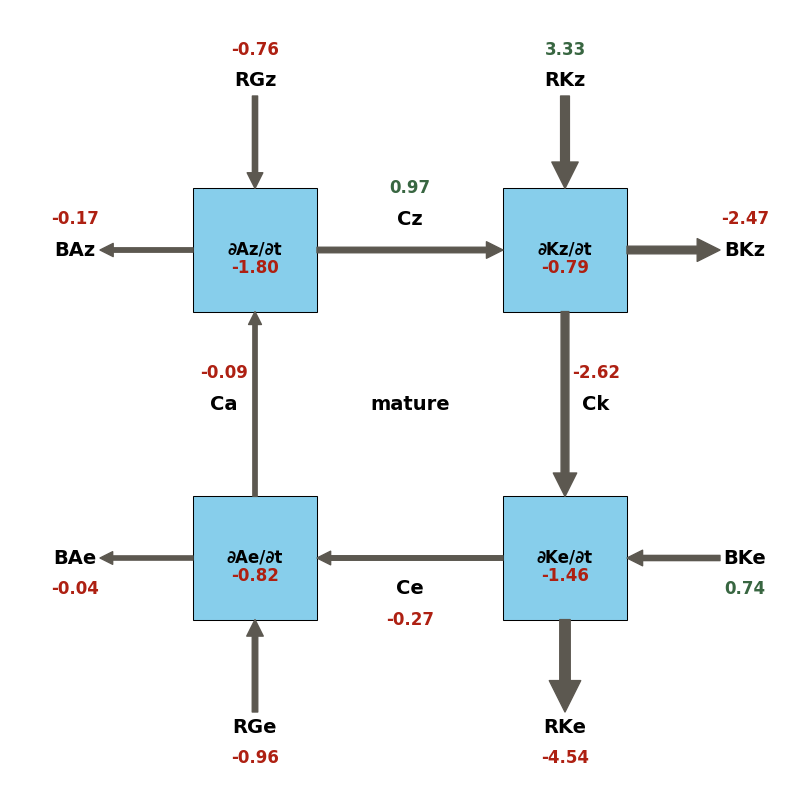 -0.76
RGz
3.33
RKz
0.97
Cz
-0.17
BAz
∂Az/∂t
-1.80
∂Kz/∂t
-0.79
-2.47
BKz
-0.09
Ca
mature
-2.62
Ck
BAe
-0.04
∂Ae/∂t
-0.82
Ce
-0.27
∂Ke/∂t
-1.46
BKe
0.74
RGe
-0.96
RKe
-4.54